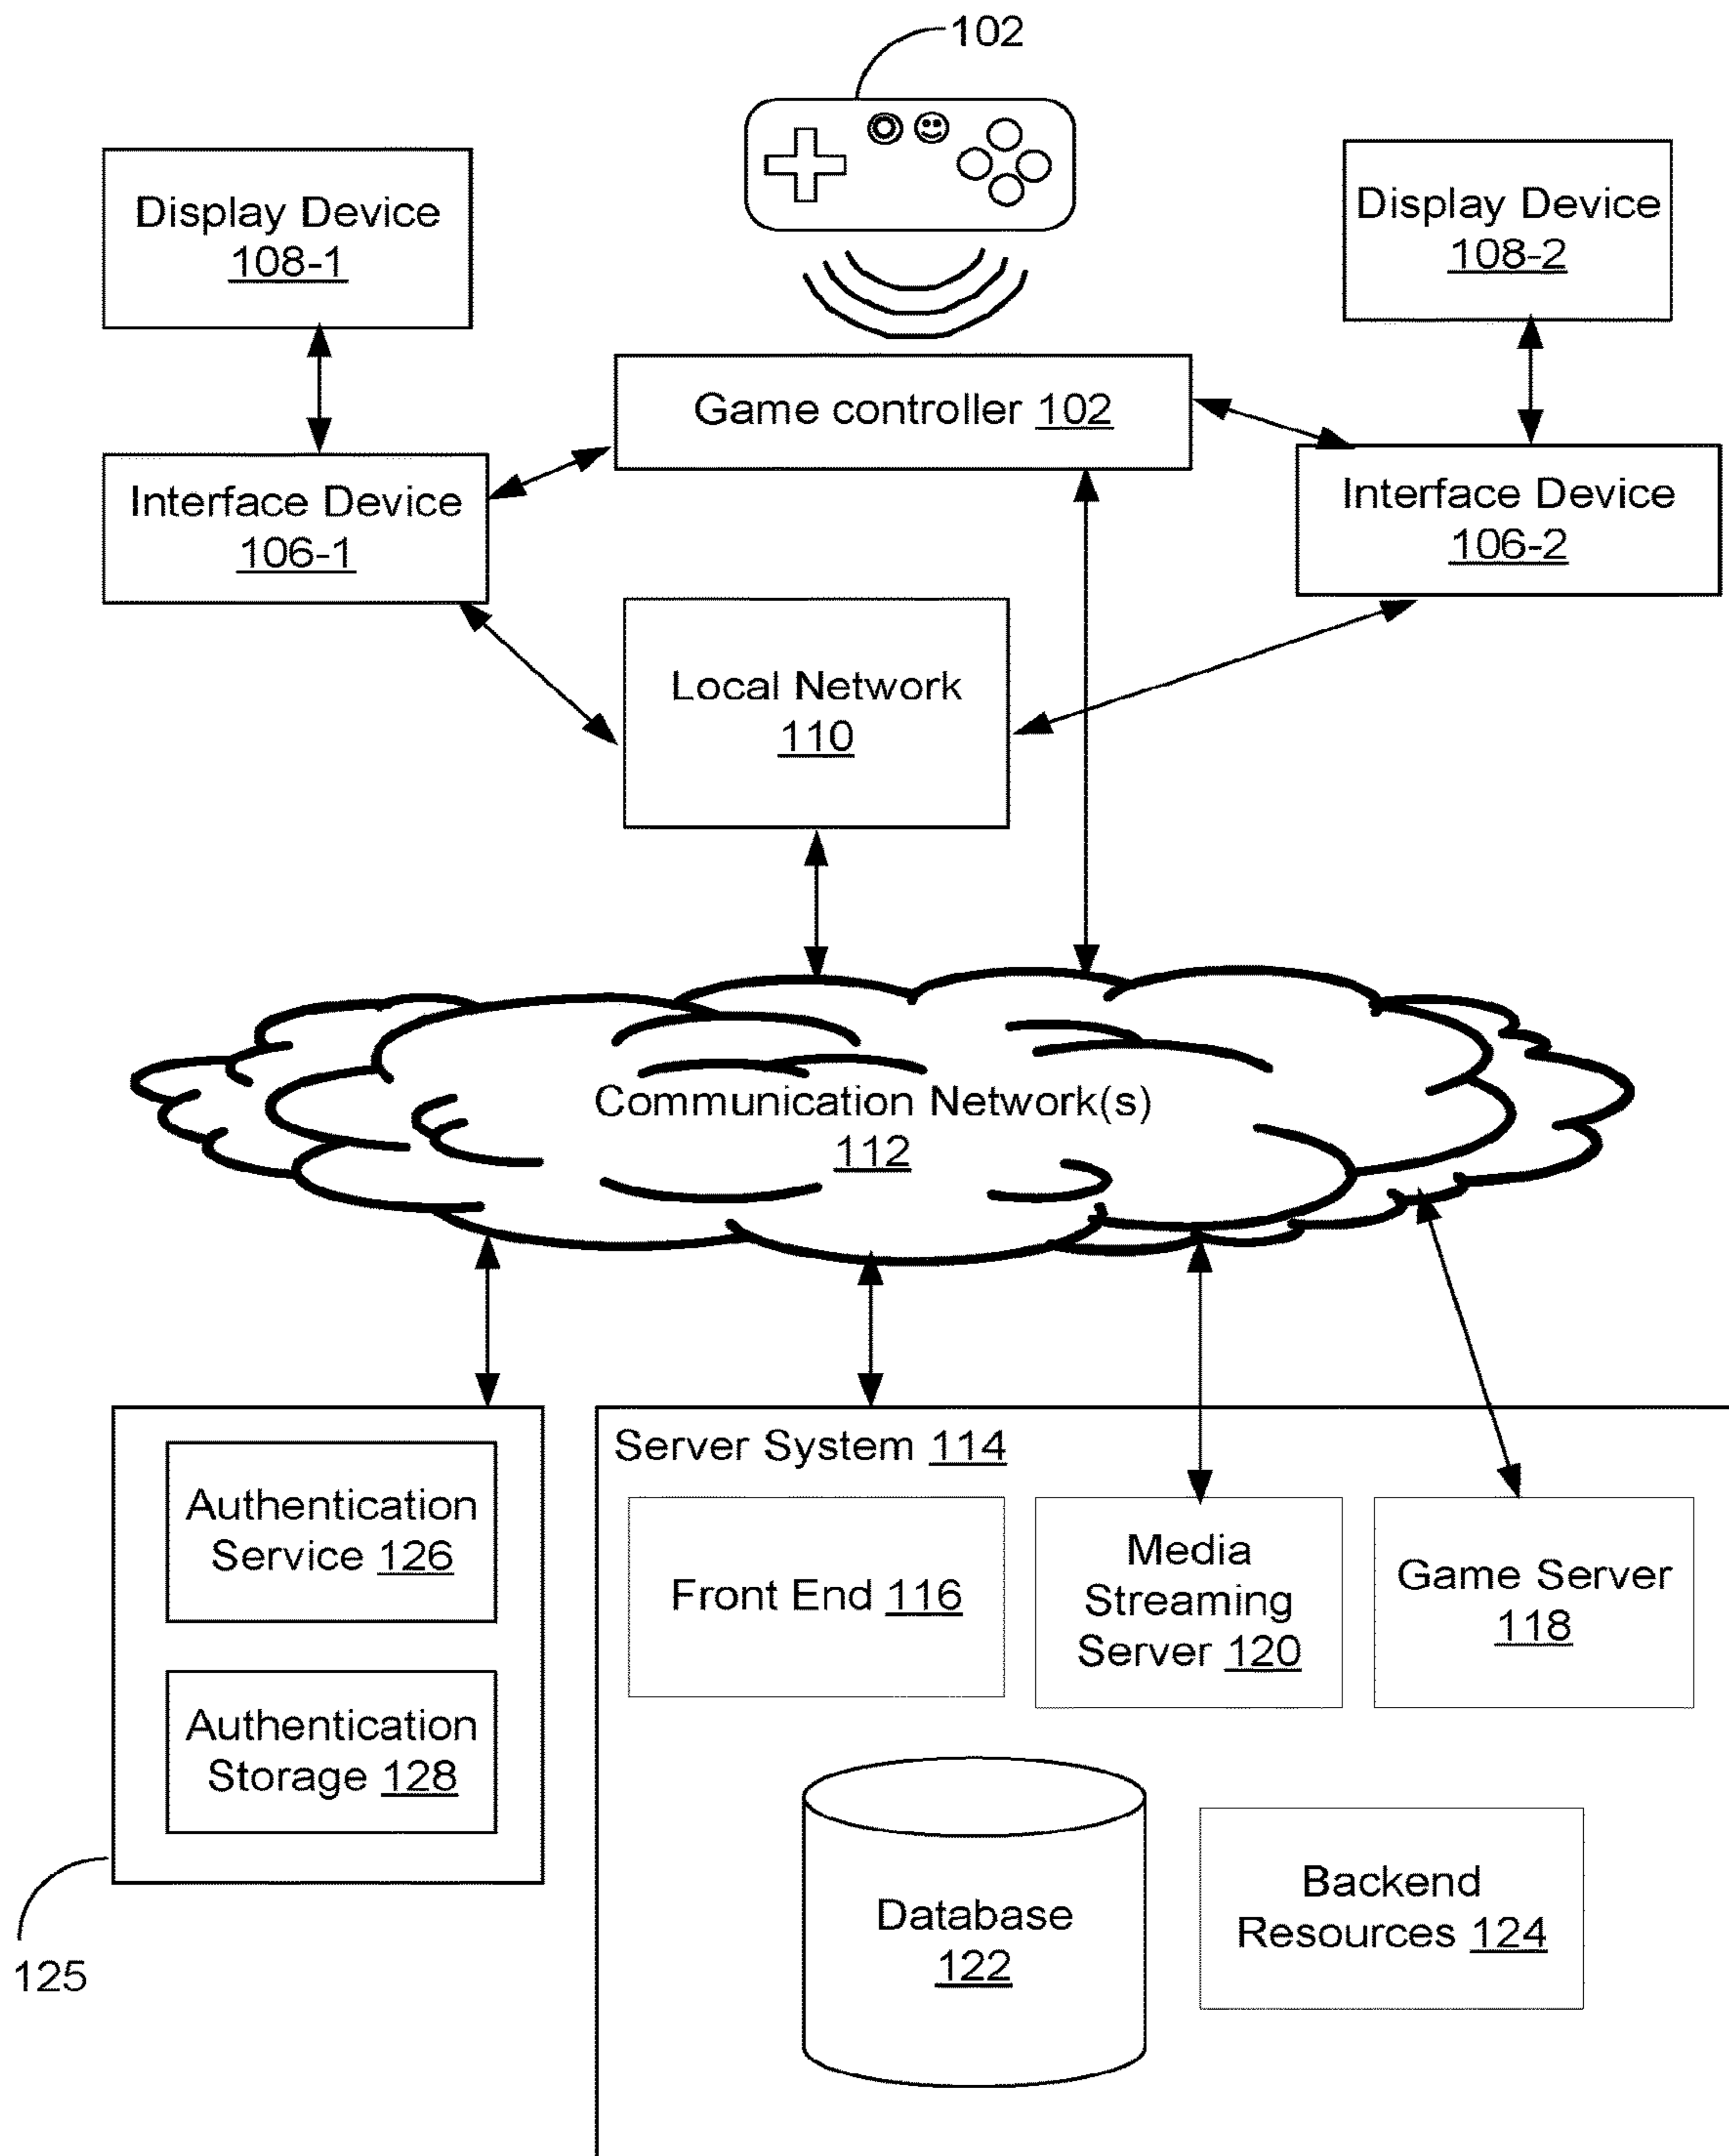 102
Display Device
108-1
Display Device
108-2
Game controller 102
Interface Device
106-1
Interface Device
106-2
Local Network
110
Communication Network(s)
112
Authentication
Service 126
Authentication
Storage 128
125
Server System 114
Front End 116
Media
Streaming
Server 120
Game Server
118
Database
122
Backend
Resources 124